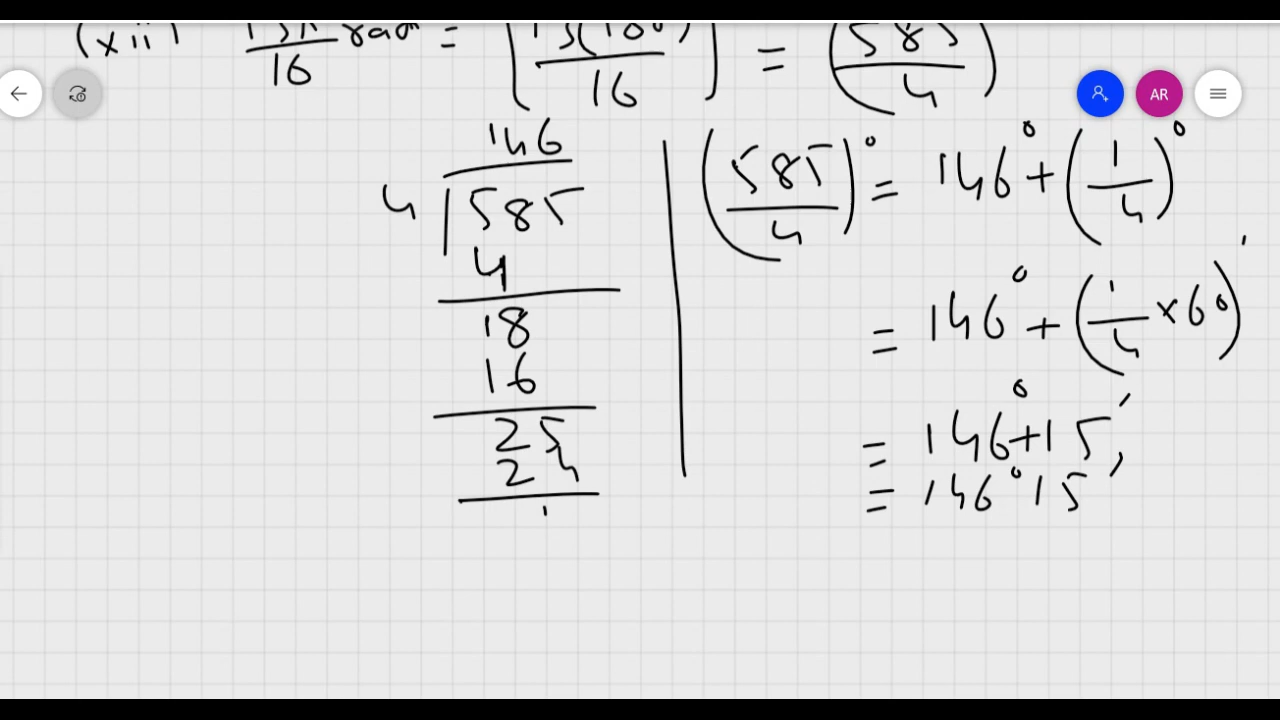 (xii) 13π/16 rad = [13(180)/16] = (585/4)
146
4 585
4
18
16
25
24
1
(585/4)° = 146° + (1/4)°
= 146° + (1/4 × 60)'
= 146° + 15'
= 146° 15'
AR